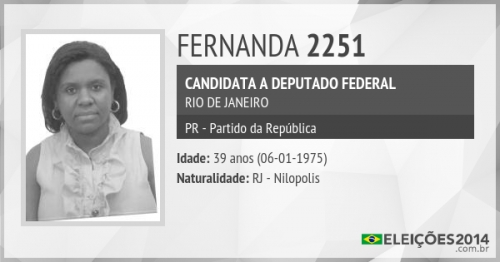 FERNANDA 2251
CANDIDATA A DEPUTADO FEDERAL
RIO DE JANEIRO
PR - Partido da República
Idade: 39 anos (06-01-1975)
Naturalidade: RJ - Nilopolis
ELEIÇÕES2014
.com.br